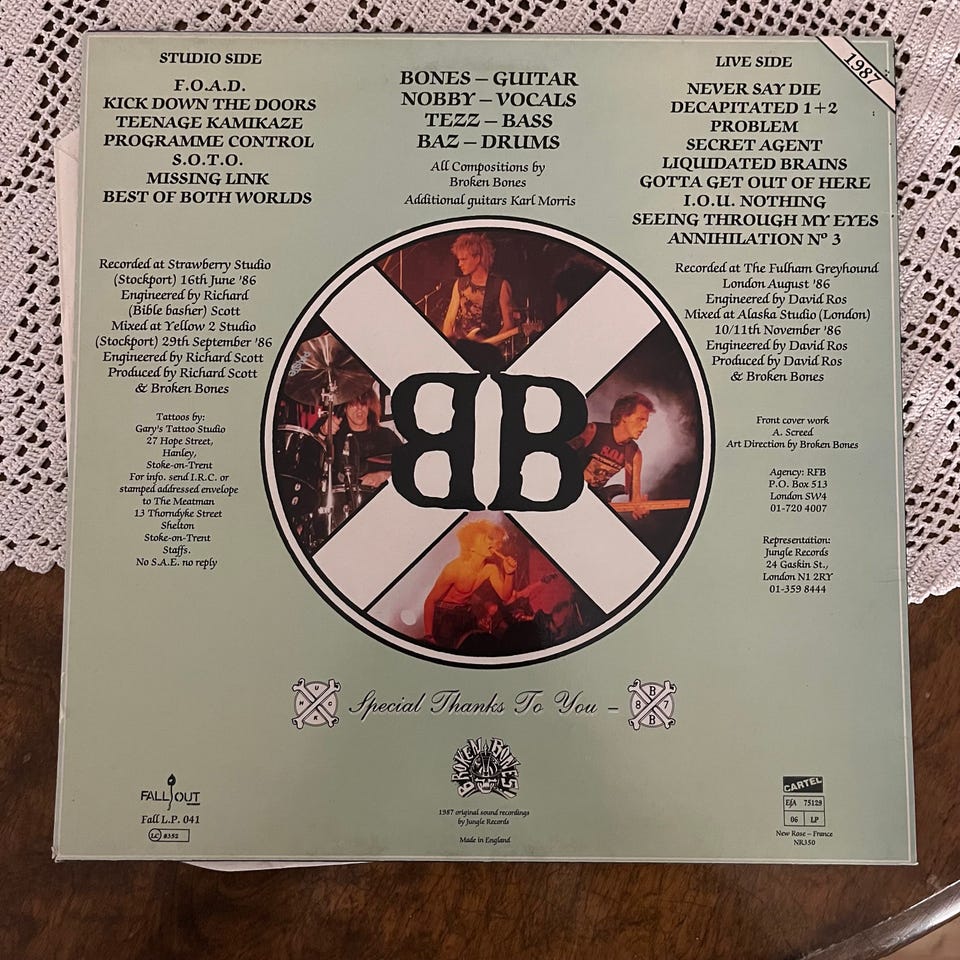 STUDIO SIDE
F.O.A.D.
KICK DOWN THE DOORS
TEENAGE KAMIKAZE
PROGRAMME CONTROL
S.O.T.O.
MISSING LINK
BEST OF BOTH WORLDS
Recorded at Strawberry Studio
(Stockport) 16th June '86
Engineered by Richard
(Bible basher) Scott
Mixed at Yellow 2 Studio
(Stockport) 29th September '86
Engineered by Richard Scott
Produced by Richard Scott
& Broken Bones
Tattoos by:
Gary's Tattoo Studio
27 Hope Street,
Hanley,
Stoke-on-Trent
For info. send I.R.C. or
stamped addressed envelope
to The Meatman
13 Thorndyke Street
Shelton
Stoke-on-Trent
Staffs.
No S.A.E. no reply
BONES – GUITAR
NOBBY – VOCALS
TEZZ – BASS
BAZ – DRUMS
All Compositions by
Broken Bones
Additional guitars Karl Morris
BB
LIVE SIDE
1987
NEVER SAY DIE
DECAPITATED 1+2
PROBLEM
SECRET AGENT
LIQUIDATED BRAINS
GOTTA GET OUT OF HERE
I.O.U. NOTHING
SEEING THROUGH MY EYES
ANNIHILATION Nº 3
Recorded at The Fulham Greyhound
London August '86
Engineered by David Ros
Mixed at Alaska Studio (London)
10/11th November '86
Engineered by David Ros
Produced by David Ros
& Broken Bones
Front cover work
A. Screed
Art Direction by Broken Bones
Agency: RFB
P.O. Box 513
London SW4
01-720 4007
Representation:
Jungle Records
24 Gaskin St.,
London N1 2RY
01-359 8444
U
H C
K
Special Thanks To You –
B
8 7
B
BROKEN BONES
1987 original sound recordings
by Jungle Records
Made in England
FALL OUT
Fall L.P. 041
LC 8352
CARTEL
EfA 75129
06 LP
New Rose – France
NR350